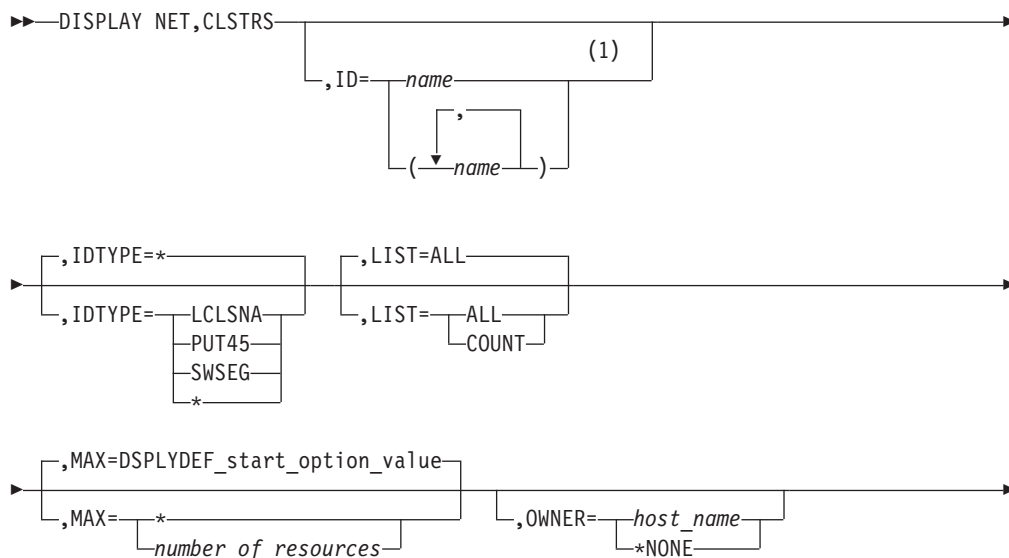 DISPLAY NET,CLSTRS
(1)
,ID= name
,
( name )
,IDTYPE=* ,LIST=ALL
,IDTYPE= LCLSNA ,LIST= ALL
PUT45 COUNT
SWSEG
*
,MAX=DSPLYDEF_start_option_value
,MAX= * ,OWNER= host_name
number of resources *NONE